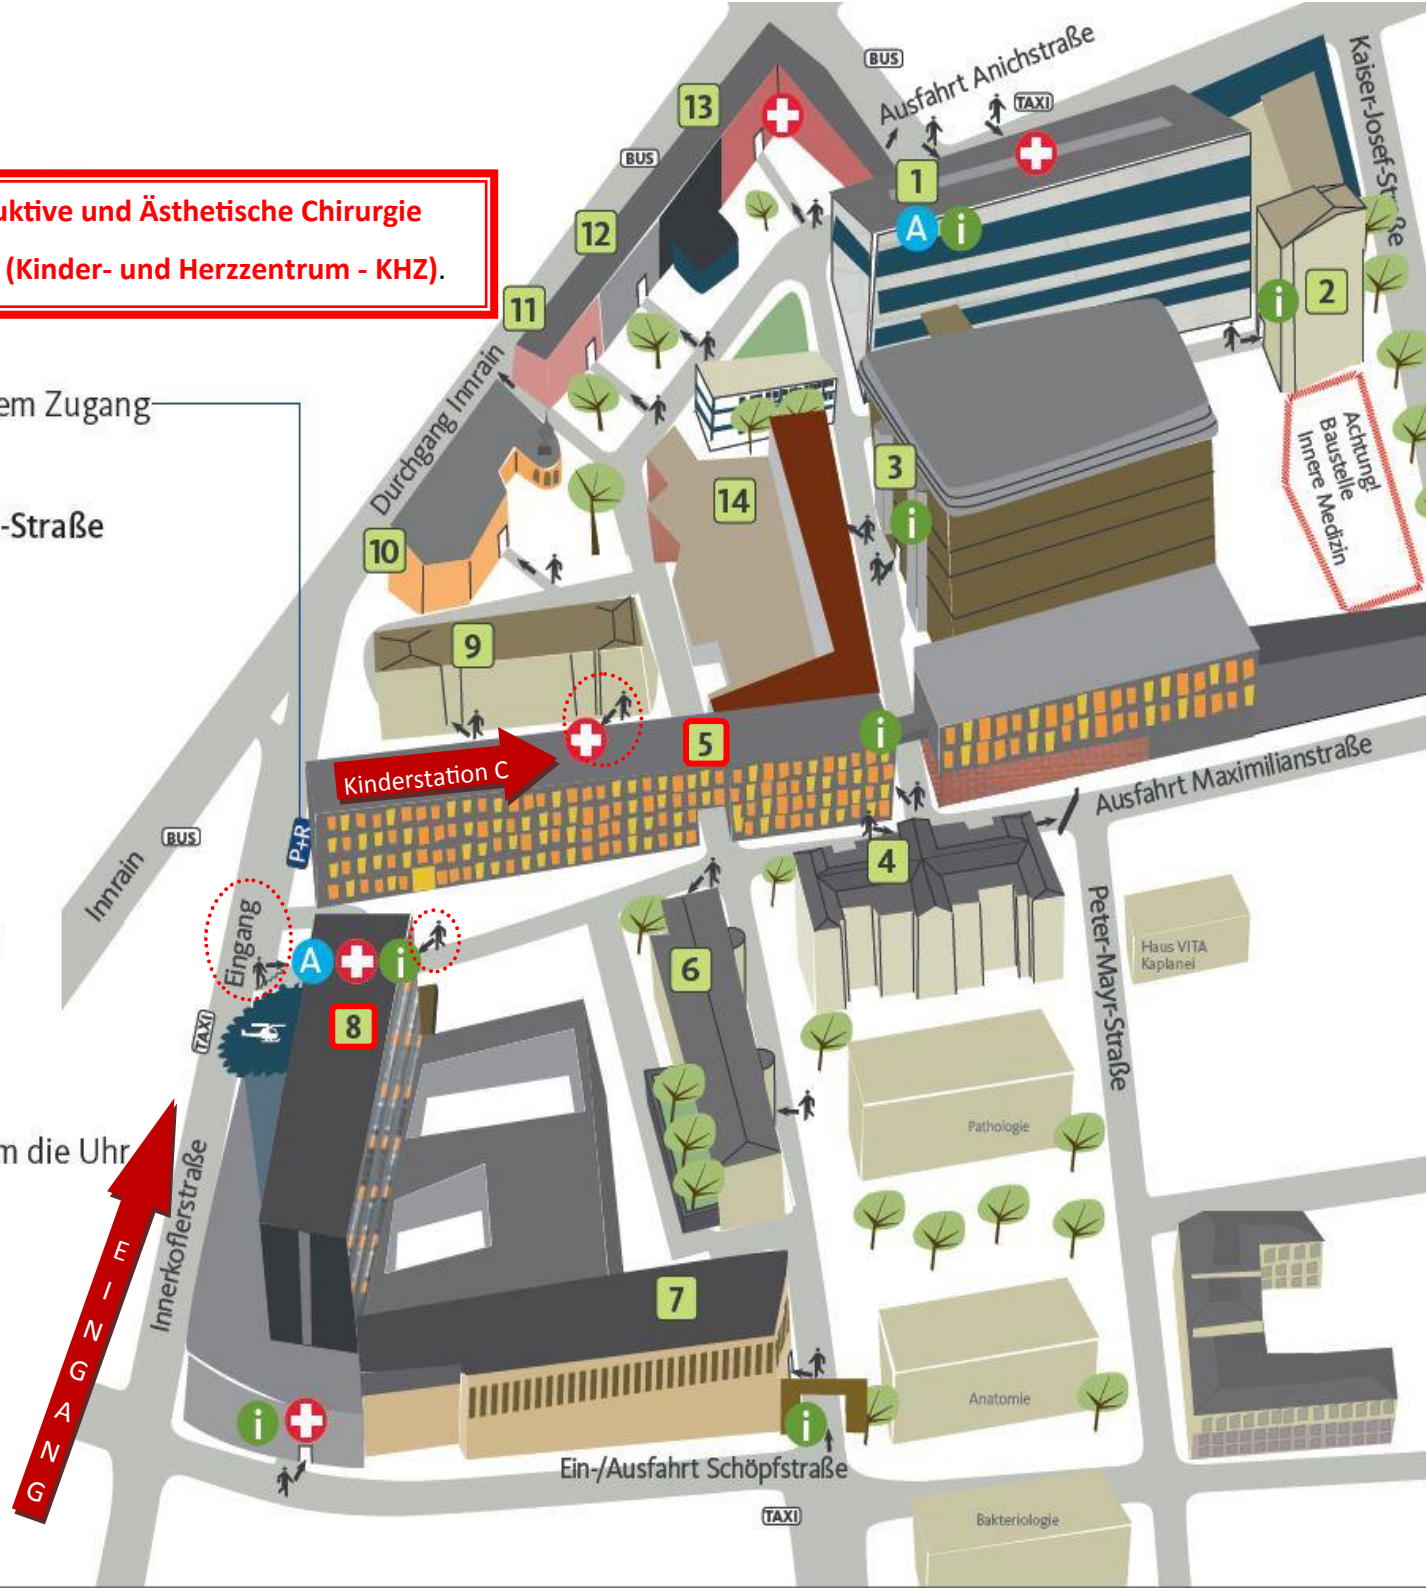 uktive und Ästhetische Chirurgie
(Kinder- und Herzzentrum - KHZ).
em Zugang
-Straße
m die Uhr
BUS
Ausfahrt Anichstraße
TAXI
Kaiser-Josef-Straße
13
BUS
1
A i
12
i
2
11
Durchgang Innrain
Achtung!
Baustelle
Innere Medizin
3
i
14
10
9
5
i
Kinderstation C
Ausfahrt Maximilianstraße
P+R
BUS
Innrain
4
Peter-Mayr-Straße
Haus VITA
Kaplanei
Eingang
A i
6
8
TAXI
Pathologie
EINGANG
Innerkoflerstraße
7
Anatomie
i
i
Ein-/Ausfahrt Schöpfstraße
TAXI
Bakteriologie